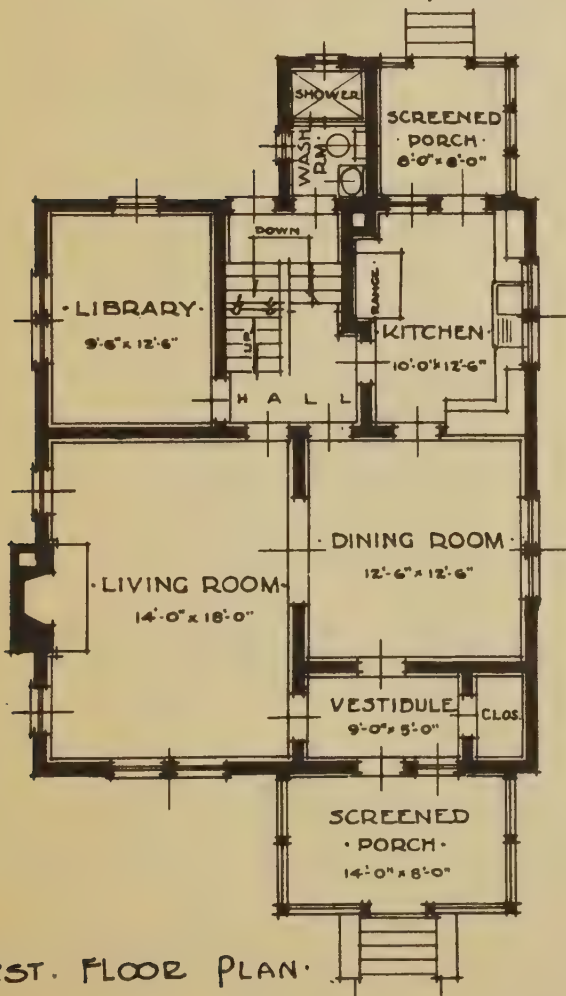 SHOWER
WASH
RM.
SCREENED
PORCH·
8'-0" x 8'-0"
DOWN
·LIBRARY·
9'-6" x 12'-6"
UP
RANGE
KITCHEN
10'-0" x 12'-6"
HALL
·LIVING ROOM·
14'-0" x 18'-0"
·DINING ROOM·
12'-6" x 12'-6"
VESTIBULE
9'-0" x 5'-0"
CLOS.
SCREENED
·PORCH·
14'-0" x 8'-0"
FLOOR PLAN·